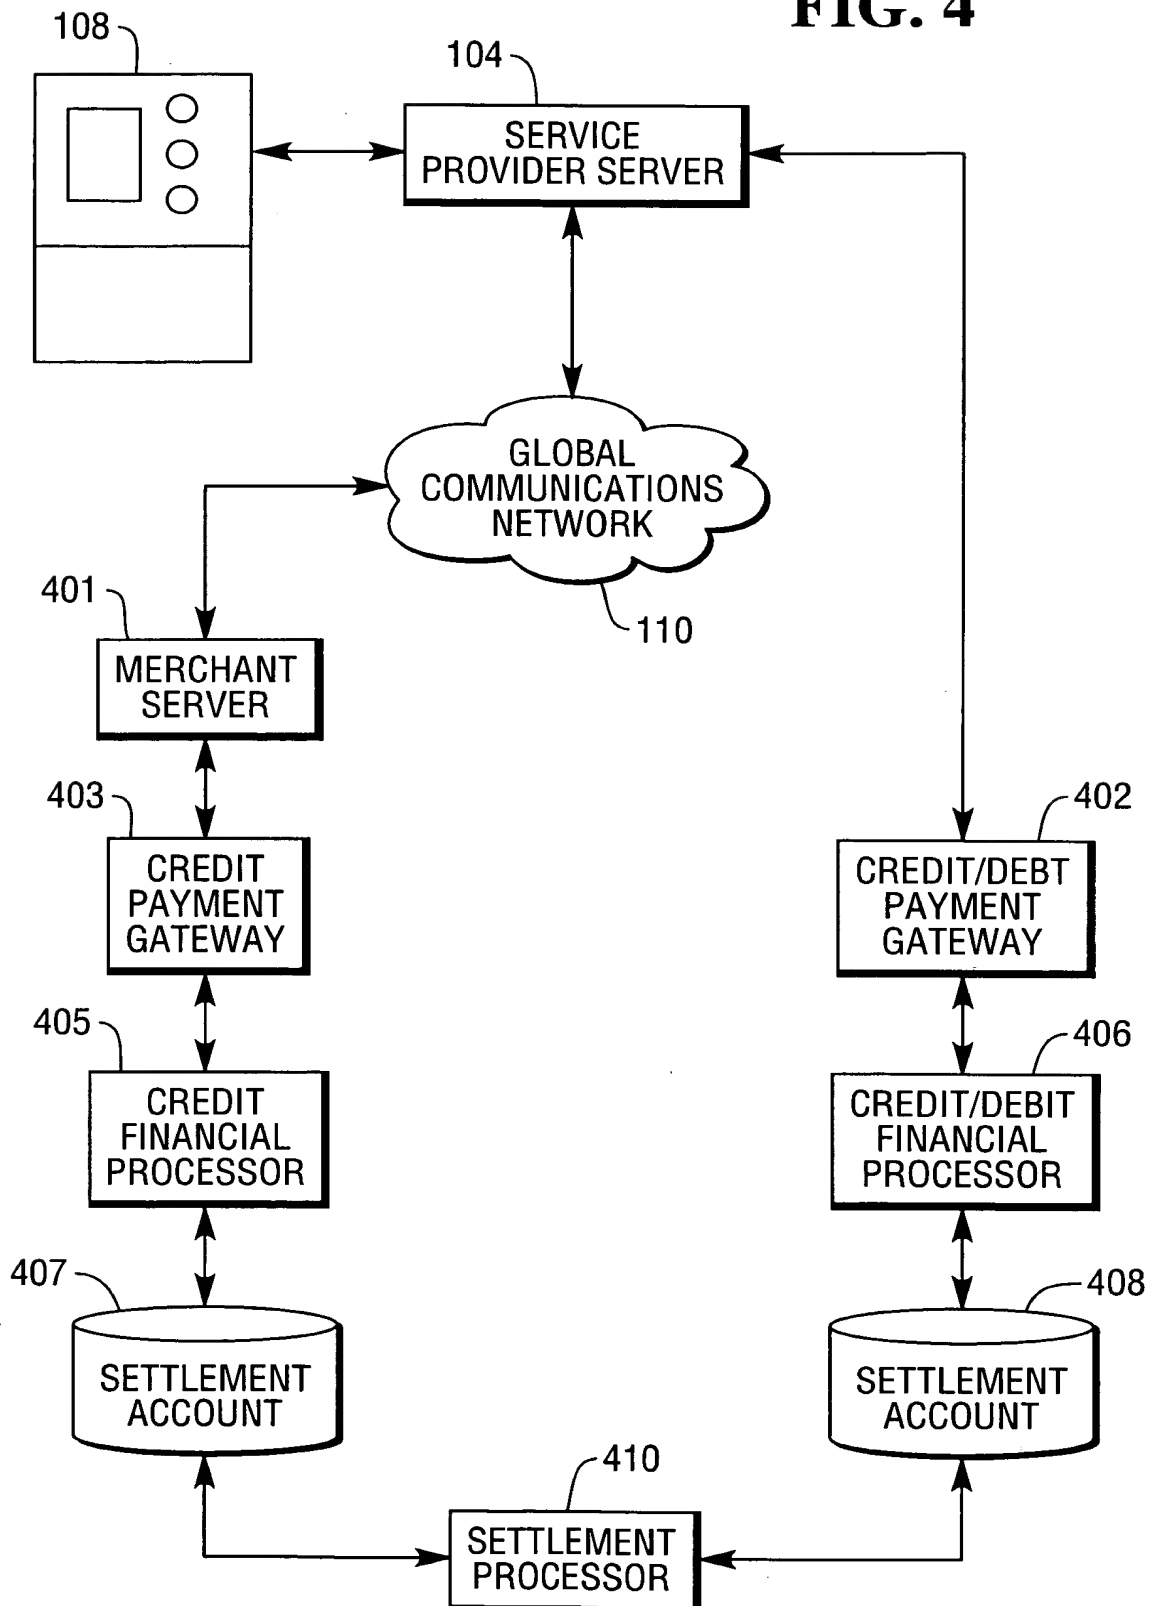 FIG. 4
108
104
SERVICE
PROVIDER SERVER
GLOBAL
COMMUNICATIONS
NETWORK
110
401
MERCHANT
SERVER
403
CREDIT
PAYMENT
GATEWAY
402
CREDIT/DEBT
PAYMENT
GATEWAY
405
CREDIT
FINANCIAL
PROCESSOR
406
CREDIT/DEBIT
FINANCIAL
PROCESSOR
407
SETTLEMENT
ACCOUNT
408
SETTLEMENT
ACCOUNT
410
SETTLEMENT
PROCESSOR